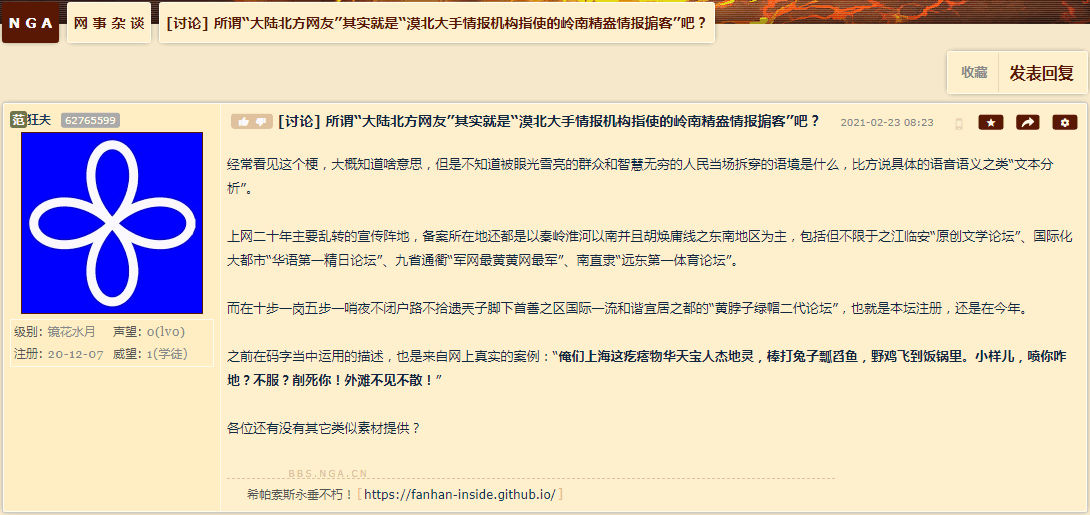 NGA 网事杂谈 [讨论] 所谓“大陆北方网友”其实就是“漠北大手情报机构指使的岭南精盎情报掮客”吧？
收藏 发表回复
范狂夫 62765599
[讨论] 所谓“大陆北方网友”其实就是“漠北大手情报机构指使的岭南精盎情报掮客”吧？ 2021-02-23 08:23
经常看见这个梗，大概知道啥意思，但是不知道被眼光雪亮的群众和智慧无穷的人民当场拆穿的语境是什么，比方说具体的语音语义之类“文本分
析”。
上网二十年主要乱转的宣传阵地，备案所在地还都是以秦岭淮河以南并且胡焕庸线之东南地区为主，包括但不限于之江临安“原创文学论坛”、国际化
大都市“华语第一精日论坛”、九省通衢“军网最黄黄网最军”、南直隶“远东第一体育论坛”。
而在十步一岗五步一哨夜不闭户路不拾遗天子脚下首善之区国际一流和谐宜居之都的“黄脖子绿帽二代论坛”，也就是本坛注册，还是在今年。
之前在码字当中运用的描述，也是来自网上真实的案例：“俺们上海这疙瘩物华天宝人杰地灵，棒打兔子瓢舀鱼，野鸡飞到饭锅里。小样儿，喷你咋
地？不服？削死你！外滩不见不散！”
各位还有没有其它类似素材提供？
级别: 镜花水月 声望: 0(lv0)
注册: 20-12-07 威望: 1(学徒)
BBS.NGA.CN
希帕索斯永垂不朽！[https://fanhan-inside.github.io/]